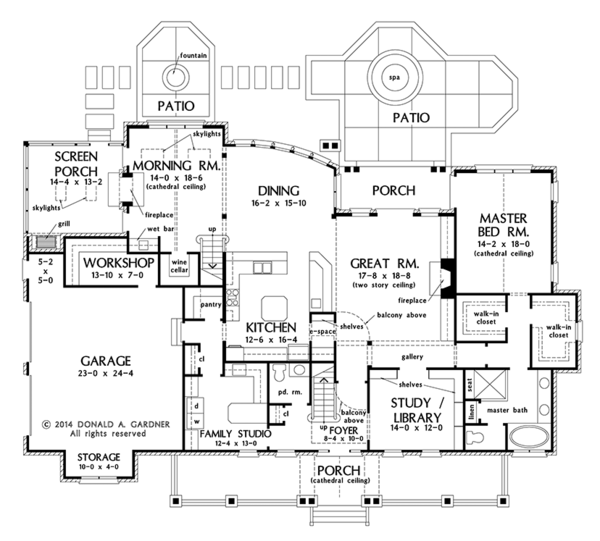 fountain
PATIO
spa
PATIO
skylights
SCREEN
PORCH
14-4 x 13-2
skylights
grill
MORNING RM.
14-0 x 18-6
(cathedral ceiling)
fireplace
wet bar
up
DINING
16-2 x 15-10
PORCH
MASTER
BED RM.
14-2 x 18-0
(cathedral ceiling)
5-2
x
5-0
WORKSHOP
13-10 x 7-0
wine
cellar
GREAT RM.
17-8 x 18-8
(two story ceiling)
fireplace
balcony above
pantry
KITCHEN
12-6 x 16-4
e-space
shelves
walk-in
closet
walk-in
closet
GARAGE
23-0 x 24-4
cl
gallery
pd. rm.
cl
shelves
seat
linen
master bath
d
w
STUDY /
LIBRARY
14-0 x 12-0
© 2014 DONALD A. GARDNER
All rights reserved
FAMILY STUDIO
12-4 x 13-0
up
balcony
above
FOYER
8-4 x 10-0
STORAGE
10-0 x 4-0
PORCH
(cathedral ceiling)